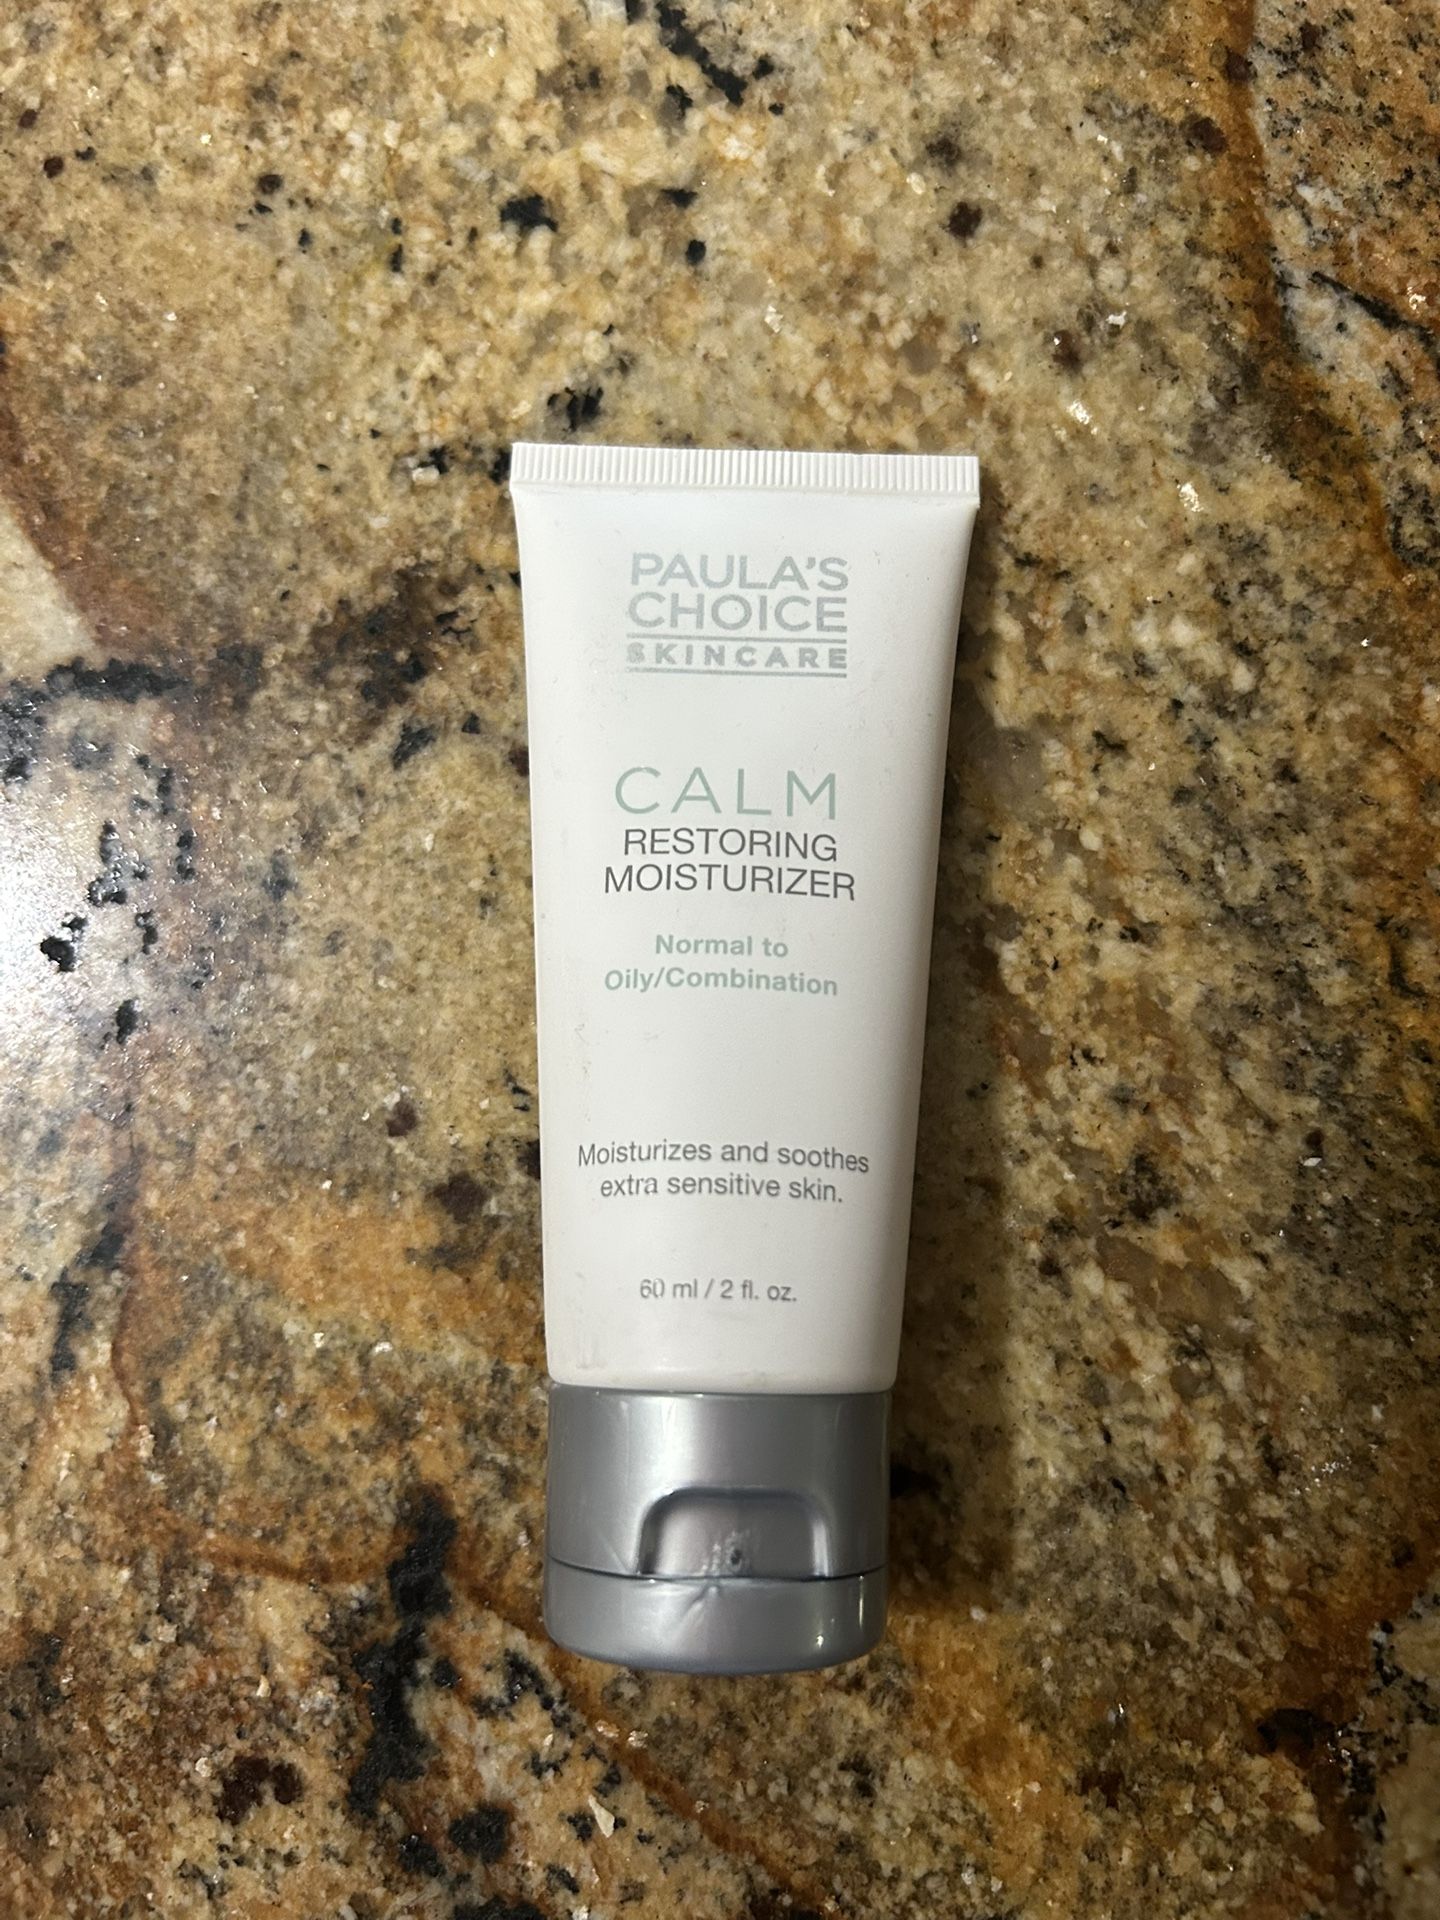 PAULA'S
CHOICE
SKINCARE
CALM
RESTORING
MOISTURIZER
Normal to
Oily/Combination
Moisturizes and soothes
extra sensitive skin.
60 ml / 2 fl. oz.